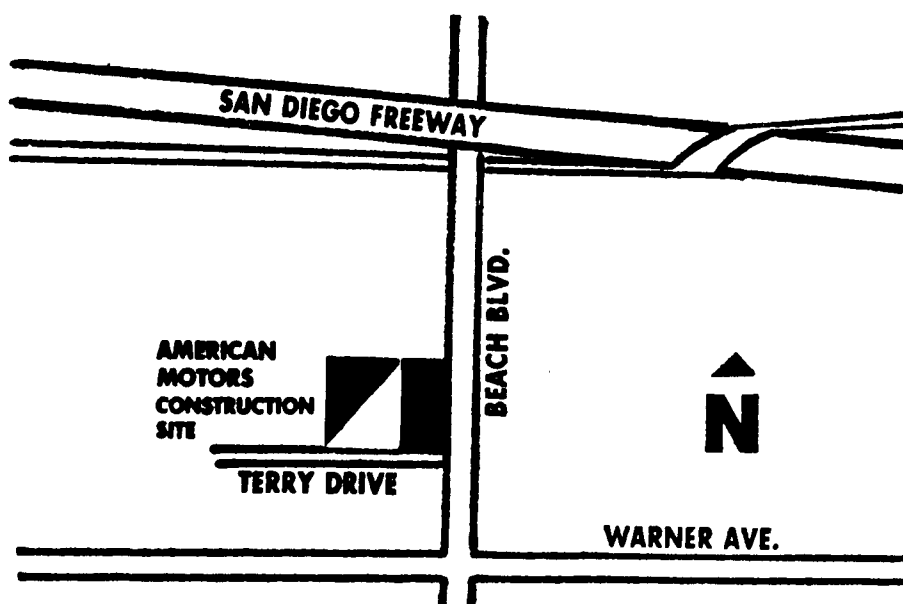 SAN DIEGO FREEWAY
BEACH BLVD.
AMERICAN
MOTORS
CONSTRUCTION
SITE
N
TERRY DRIVE
WARNER AVE.